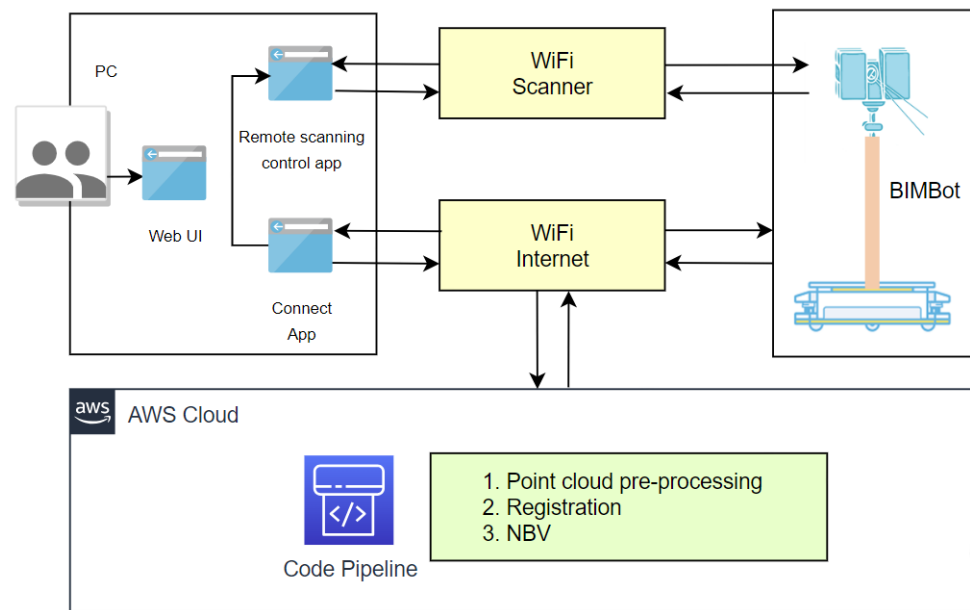 PC
WiFi
Scanner
Remote scanning
control app
BIMBot
Web UI
WiFi
Internet
Connect
App
aws
AWS Cloud
1. Point cloud pre-processing
2. Registration
3. NBV
</>
Code Pipeline